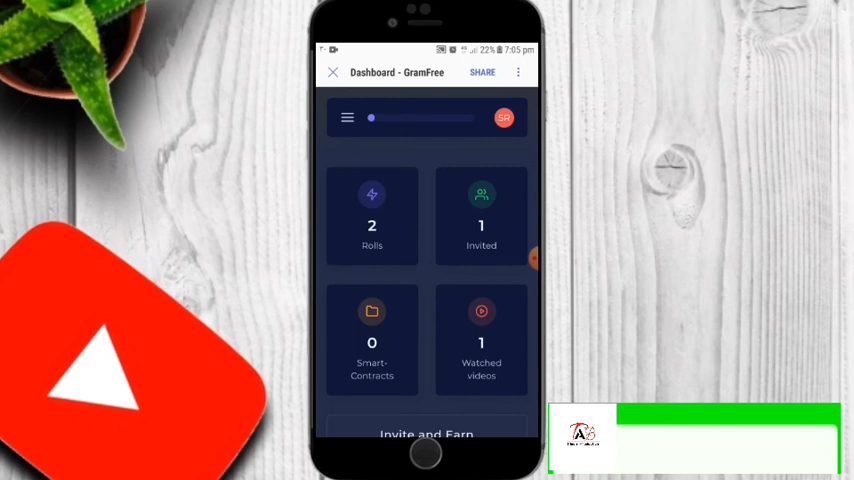 22% 7:05 pm
Dashboard - GramFree
SHARE
SR
2
Rolls
1
Invited
0
Smart-
Contracts
1
Watched
videos
Invite and Earn